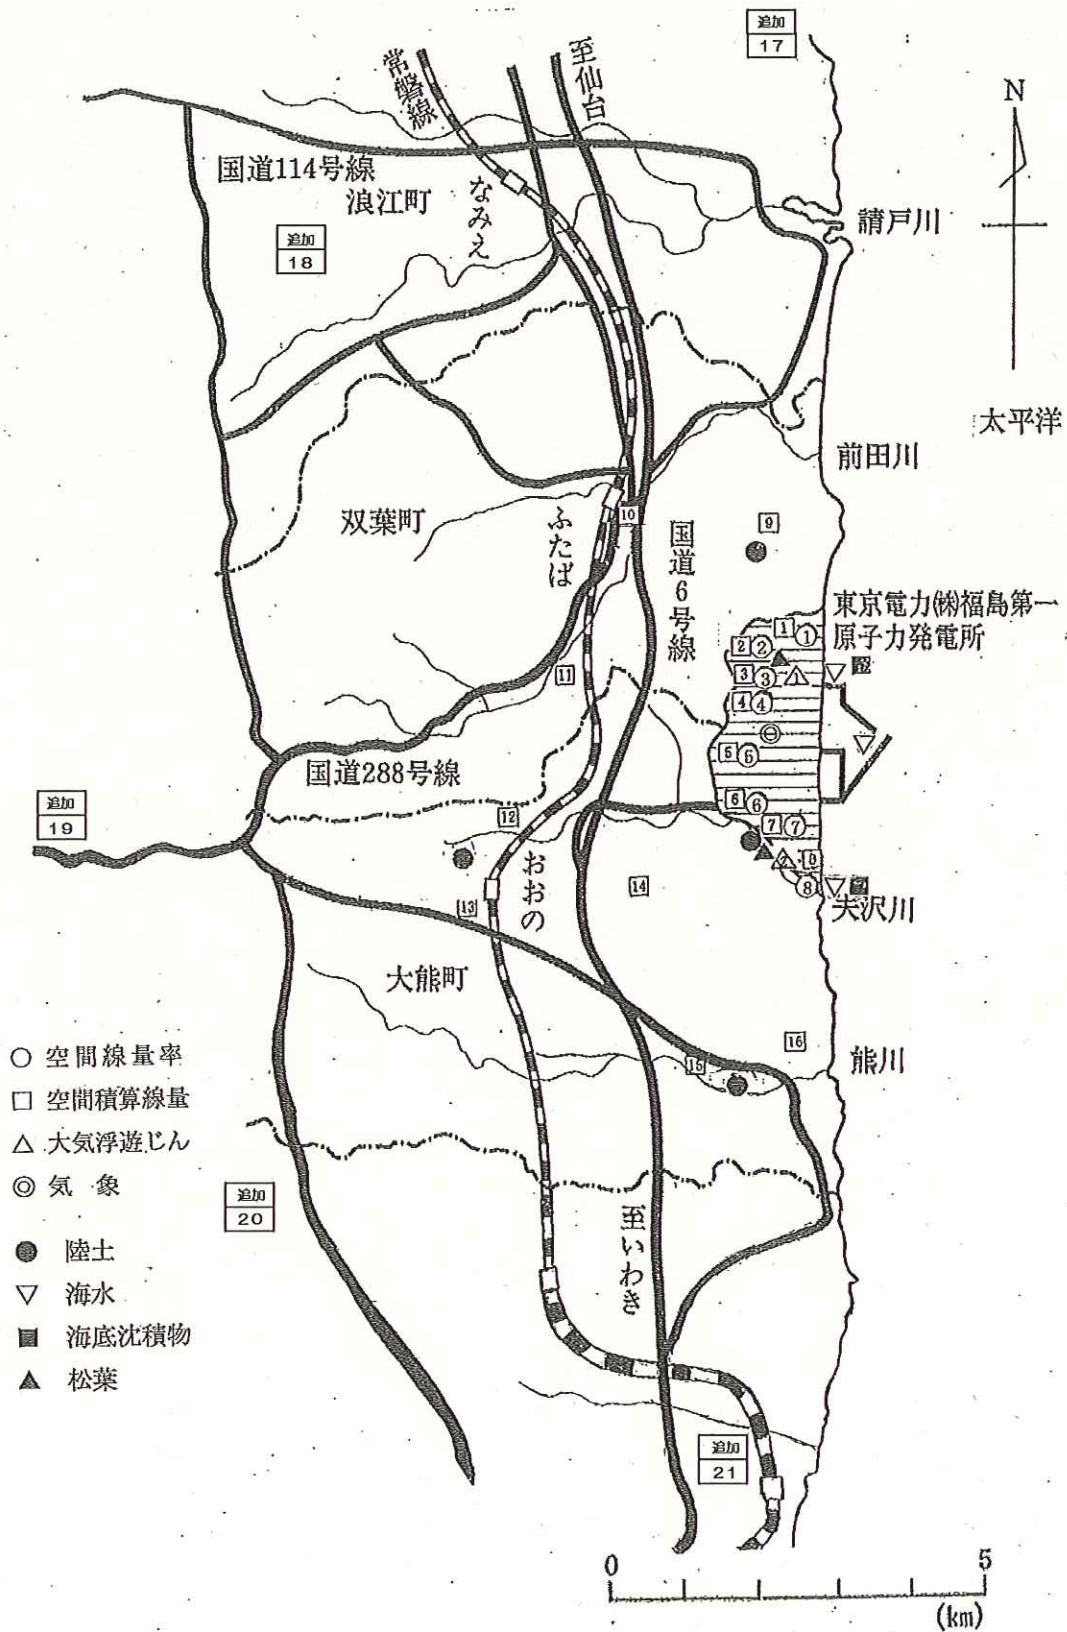 追加
17
常磐線
至仙台
N
国道114号線
浪江町
なみえ
請戸川
追加
18
太平洋
前田川
双葉町
ふたば
10
国道6号線
9
東京電力㈱福島第一
原子力発電所
1 1
2 2
3 3 1
4 4
11
5 5
国道288号線
6 6
追加
19
12
7 7
おおの
14
8
夫沢川
13
大熊町
16
15
熊川
○ 空間線量率
□ 空間積算線量
△ 大気浮遊じん
◎ 気象
● 陸土
▽ 海水
■ 海底沈積物
▲ 松葉
追加
20
至いわき
追加
21
0 5
(km)